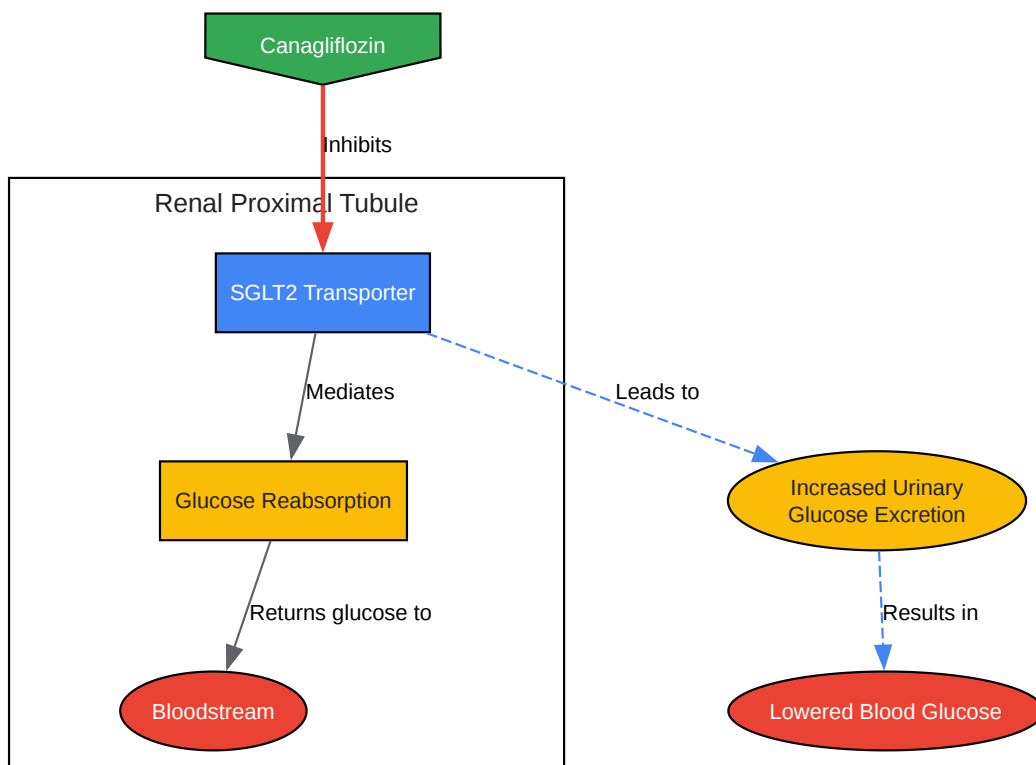 Canagliflozin
Inhibits
Renal Proximal Tubule
SGLT2 Transporter
Mediates
Leads to
Glucose Reabsorption
Increased Urinary
Glucose Excretion
Returns glucose to
Results in
Bloodstream
Lowered Blood Glucose